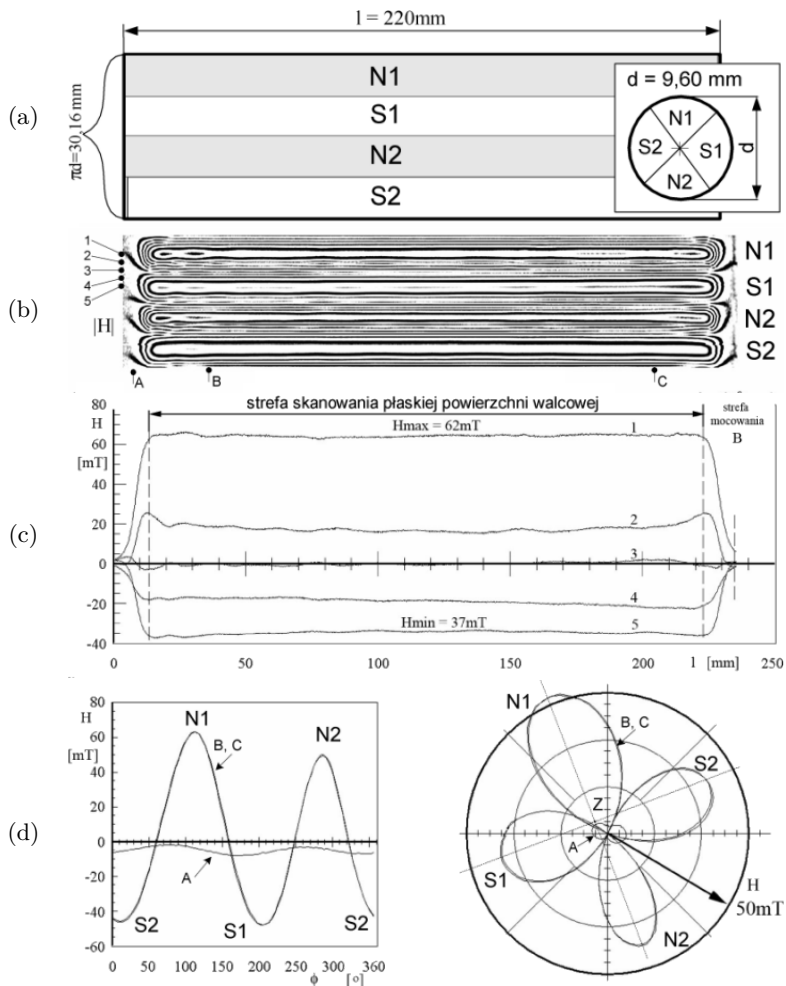 l = 220mm
(a)
πd=30,16 mm
N1
S1
N2
S2
d = 9,60 mm
N1
S2
S1
N2
d
(b)
1
2
3
4
5
|H|
N1
S1
N2
S2
A
B
C
(c)
80
H
60
[mT]
40
20
0
-20
-40
strefa skanowania płaskiej powierzchni walcowej
Hmax = 62mT
1
strefa
mocowania
B
2
3
4
Hmin = 37mT
5
0
50
100
150
200
1 [mm]
250
(d)
80
H
60
[mT]
40
20
0
-20
-40
-60
N1
B, C
N2
A
S2
S1
S2
0
50
100
150
200
250
300
360
ϕ
[o]
N1
B, C
S2
Z
A
S1
N2
H
50mT